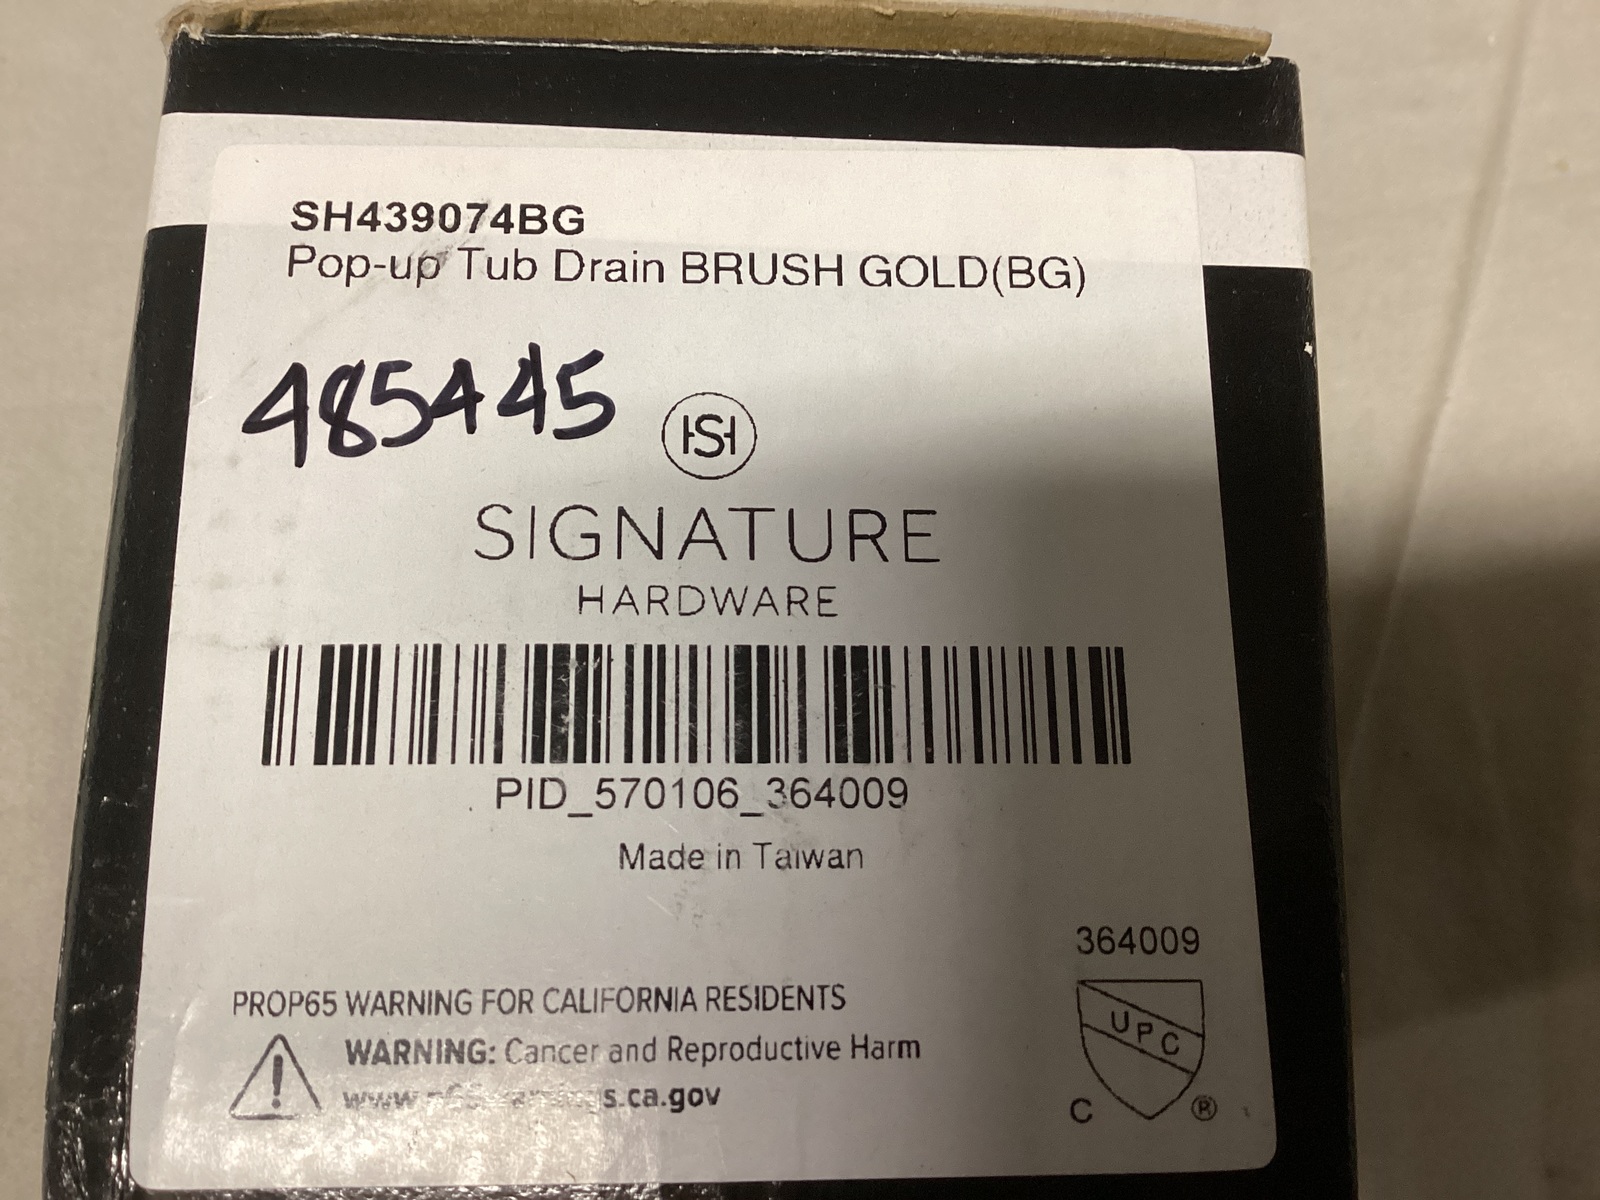 SH439074BG
Pop-up Tub Drain BRUSH GOLD(BG)
485445
HS
SIGNATURE
HARDWARE
PID_570106_364009
Made in Taiwan
364009
PROP65 WARNING FOR CALIFORNIA RESIDENTS
WARNING: Cancer and Reproductive Harm
UPC
C ®